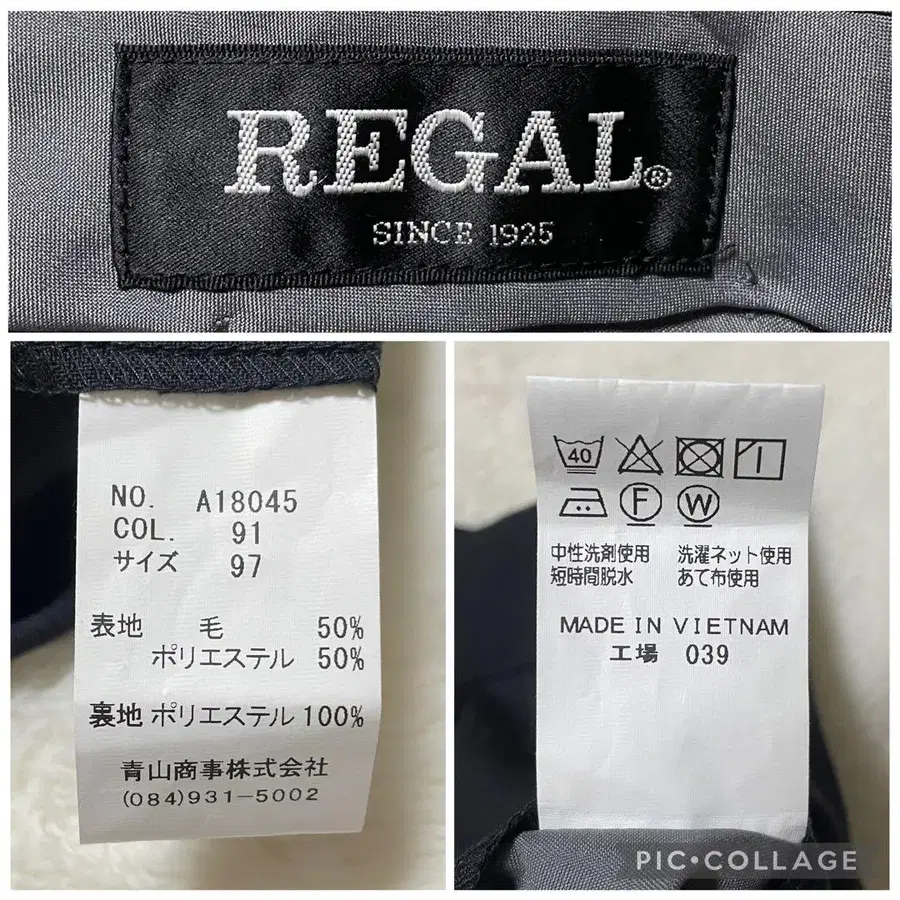 REGAL®
SINCE 1925
NO. A18045
COL. 91
サイズ 97
表地 毛 50%
ポリエステル 50%
裏地 ポリエステル 100%
青山商事株式会社
(084)931-5002
40
F W
中性洗剤使用 洗濯ネット使用
短時間脱水 あて布使用
MADE IN VIETNAM
工場 039
PIC•COLLAGE